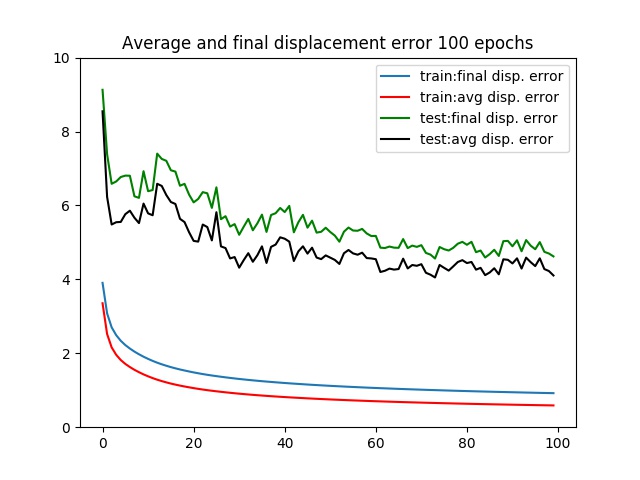 Average and final displacement error 100 epochs
train:final disp. error
train:avg disp. error
test:final disp. error
test:avg disp. error
10
8
6
4
2
0
0 20 40 60 80 100